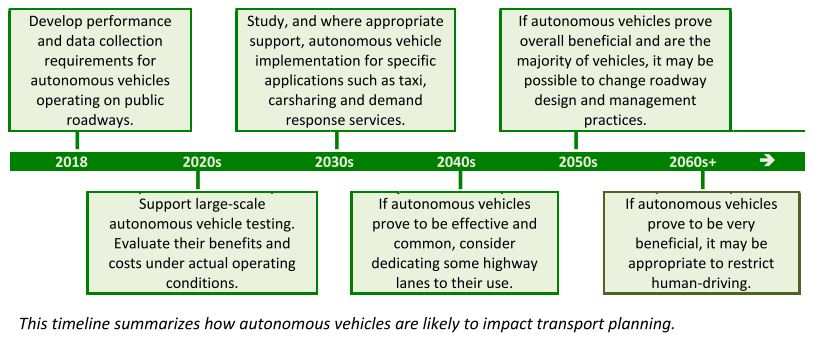 Develop performance
and data collection
requirements for
autonomous vehicles
operating on public
roadways.
Study, and where appropriate
support, autonomous vehicle
implementation for specific
applications such as taxi,
carsharing and demand
response services.
If autonomous vehicles prove
overall beneficial and are the
majority of vehicles, it may be
possible to change roadway
design and management
practices.
2018 2020s 2030s 2040s 2050s 2060s+ ➔
Support large-scale
autonomous vehicle testing.
Evaluate their benefits and
costs under actual operating
conditions.
If autonomous vehicles
prove to be effective and
common, consider
dedicating some highway
lanes to their use.
If autonomous vehicles
prove to be very
beneficial, it may be
appropriate to restrict
human-driving.
This timeline summarizes how autonomous vehicles are likely to impact transport planning.